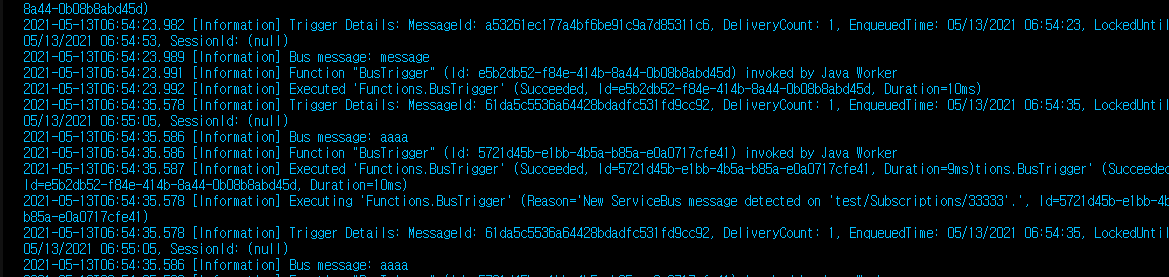 8a44-0b08b8abd45d)
2021-05-13T06:54:23.982 [Information] Trigger Details: MessageId: a53261ec177a4bf6be91c9a7d85311c6, DeliveryCount: 1, EnqueuedTime: 05/13/2021 06:54:23, LockedUntil
05/13/2021 06:54:53, SessionId: (null)
2021-05-13T06:54:23.989 [Information] Bus message: message
2021-05-13T06:54:23.991 [Information] Function "BusTrigger" (Id: e5b2db52-f84e-414b-8a44-0b08b8abd45d) invoked by Java Worker
2021-05-13T06:54:23.992 [Information] Executed 'Functions.BusTrigger' (Succeeded, Id=e5b2db52-f84e-414b-8a44-0b08b8abd45d, Duration=10ms)
2021-05-13T06:54:35.578 [Information] Trigger Details: MessageId: 61da5c5536a64428bdadfc531fd9cc92, DeliveryCount: 1, EnqueuedTime: 05/13/2021 06:54:35, LockedUntil
05/13/2021 06:55:05, SessionId: (null)
2021-05-13T06:54:35.586 [Information] Bus message: aaaa
2021-05-13T06:54:35.586 [Information] Function "BusTrigger" (Id: 5721d45b-e1bb-4b5a-b85a-e0a0717cfe41) invoked by Java Worker
2021-05-13T06:54:35.587 [Information] Executed 'Functions.BusTrigger' (Succeeded, Id=5721d45b-e1bb-4b5a-b85a-e0a0717cfe41, Duration=9ms)tions.BusTrigger' (Succeeded
Id=e5b2db52-f84e-414b-8a44-0b08b8abd45d, Duration=10ms)
2021-05-13T06:54:35.578 [Information] Executing 'Functions.BusTrigger' (Reason='New ServiceBus message detected on 'test/Subscriptions/33333'.', Id=5721d45b-e1bb-4b
b85a-e0a0717cfe41)
2021-05-13T06:54:35.578 [Information] Trigger Details: MessageId: 61da5c5536a64428bdadfc531fd9cc92, DeliveryCount: 1, EnqueuedTime: 05/13/2021 06:54:35, LockedUntil
05/13/2021 06:55:05, SessionId: (null)
2021-05-13T06:54:35.586 [Information] Bus message: aaaa